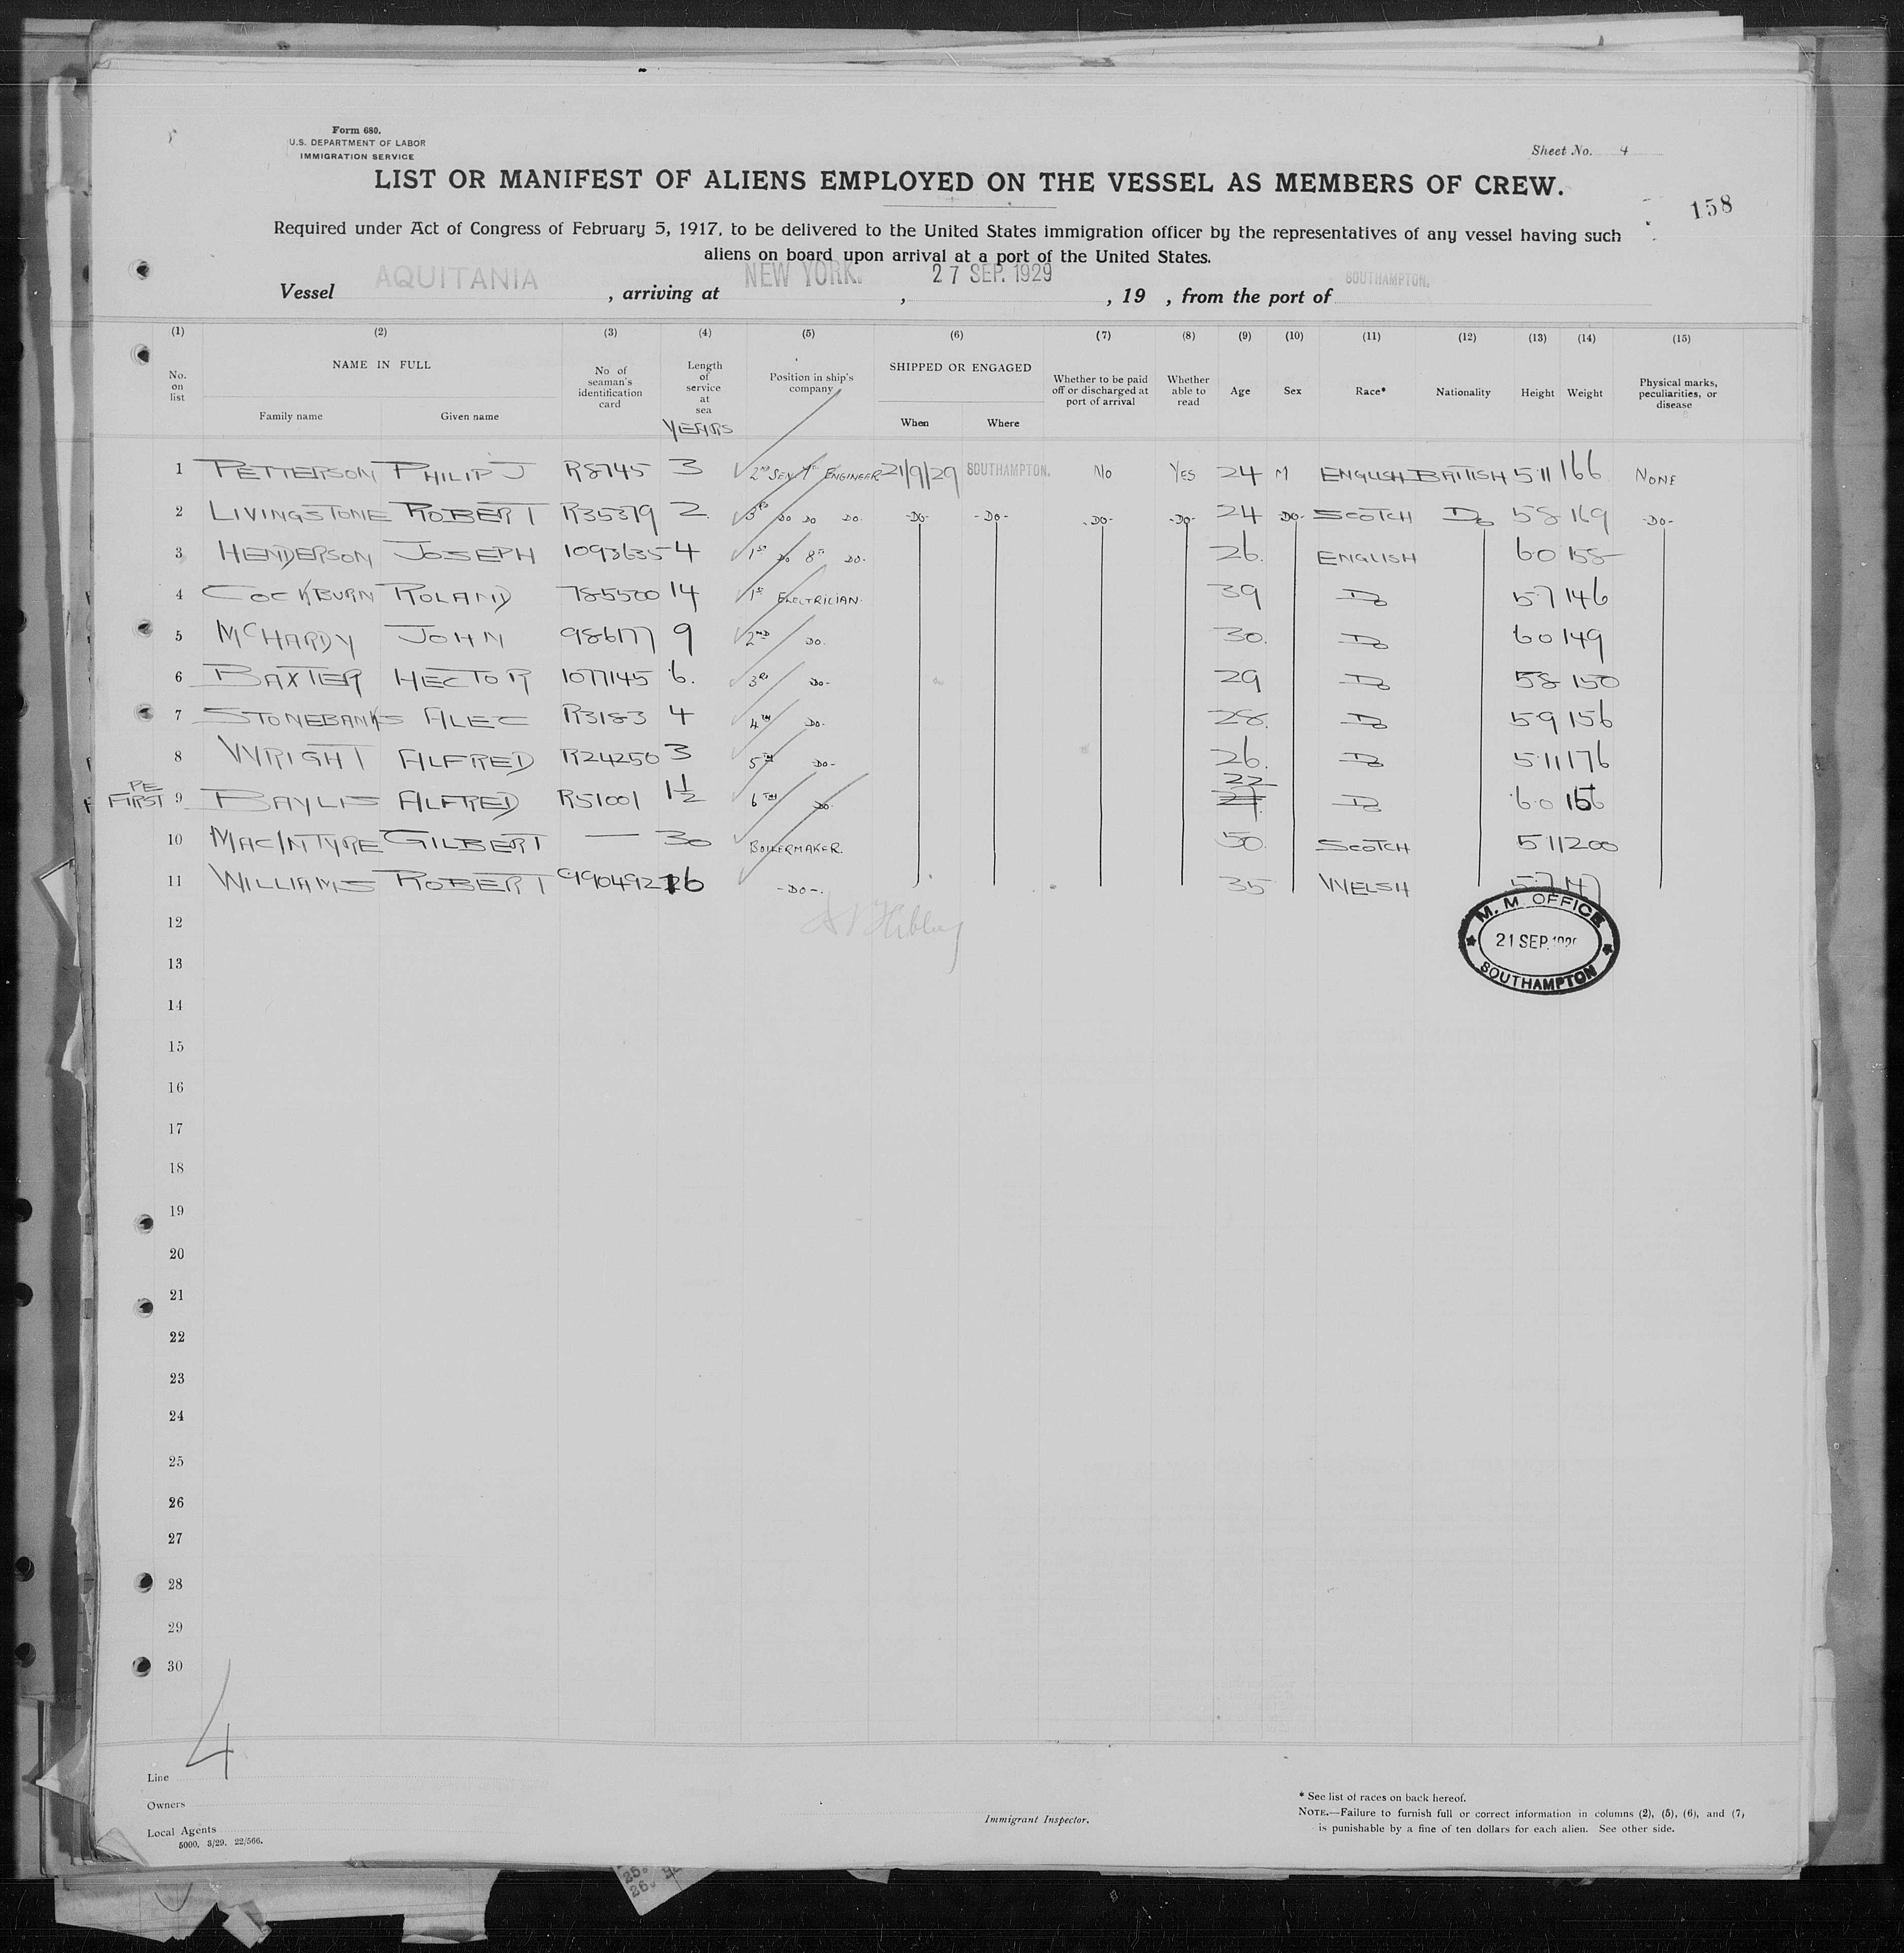 Form 680.
U.S. DEPARTMENT OF LABOR
IMMIGRATION SERVICE
Sheet No. 4
LIST OR MANIFEST OF ALIENS EMPLOYED ON THE VESSEL AS MEMBERS OF CREW.
158
Required under Act of Congress of February 5, 1917, to be delivered to the United States immigration officer by the representatives of any vessel having such
aliens on board upon arrival at a port of the United States.
Vessel AQUITANIA, arriving at NEW YORK., 27 SEP. 1929, 19 , from the port of SOUTHAMPTON.
(1) (2) (3) (4) (5) (6) (7) (8) (9) (10) (11) (12) (13) (14) (15)
No. on list NAME IN FULL Family name Given name No of seaman's identification card Length of service at sea YEARS Position in ship's company SHIPPED OR ENGAGED When Where Whether to be paid off or discharged at port of arrival Whether able to read Age Sex Race* Nationality Height Weight Physical marks, peculiarities, or disease
1 PETTERSON PHILIP J R8745 3 2ND SEN. 7TH ENGINEER 21/9/29 SOUTHAMPTON. NO YES 24 M ENGLISH BRITISH 5·11 166 NONE
2 LIVINGSTONE ROBERT R35379 2. 3RD DO DO DO. -DO- -DO- -DO- -DO- 24 -DO- SCOTCH DO 5·8 169 -DO-
3 HENDERSON JOSEPH 1093635 4 1ST DO 8TH DO. 26. ENGLISH 6·0 158
4 COCKBURN ROLAND 785500 14 1ST ELECTRICIAN. 39 DO 5·7 146
5 MCHARDY JOHN 986177 9 2ND DO. 30. DO 6·0 149
6 BAXTER HECTOR 1077145 6. 3RD DO- 29 DO 5·8 150
7 STONEBANKS ALEC R3183 4 4TH DO. 28. DO 5·9 156
8 WRIGHT ALFRED R24250 3 5TH DO- 26. DO 5·11 176
PE FIRST 9 BAYLIS ALFRED R51001 1½ 6TH DO. 22 21. DO 6·0 156
10 MACINTYRE GILBERT — 30 BOILERMAKER. 50. SCOTCH 5·11 200
11 WILLIAMS ROBERT 990492 16 -DO-. 35 WELSH 5·7 147
12
M. M. OFFICE
21 SEP. 1929
SOUTHAMPTON
13
14
15
16
17
18
19
20
21
22
23
24
25
26
27
28
29
30
4
Line
Owners
Local Agents
5000. 3/29. 22/566.
Immigrant Inspector.
* See list of races on back hereof.
NOTE.—Failure to furnish full or correct information in columns (2), (5), (6), and (7,
is punishable by a fine of ten dollars for each alien. See other side.